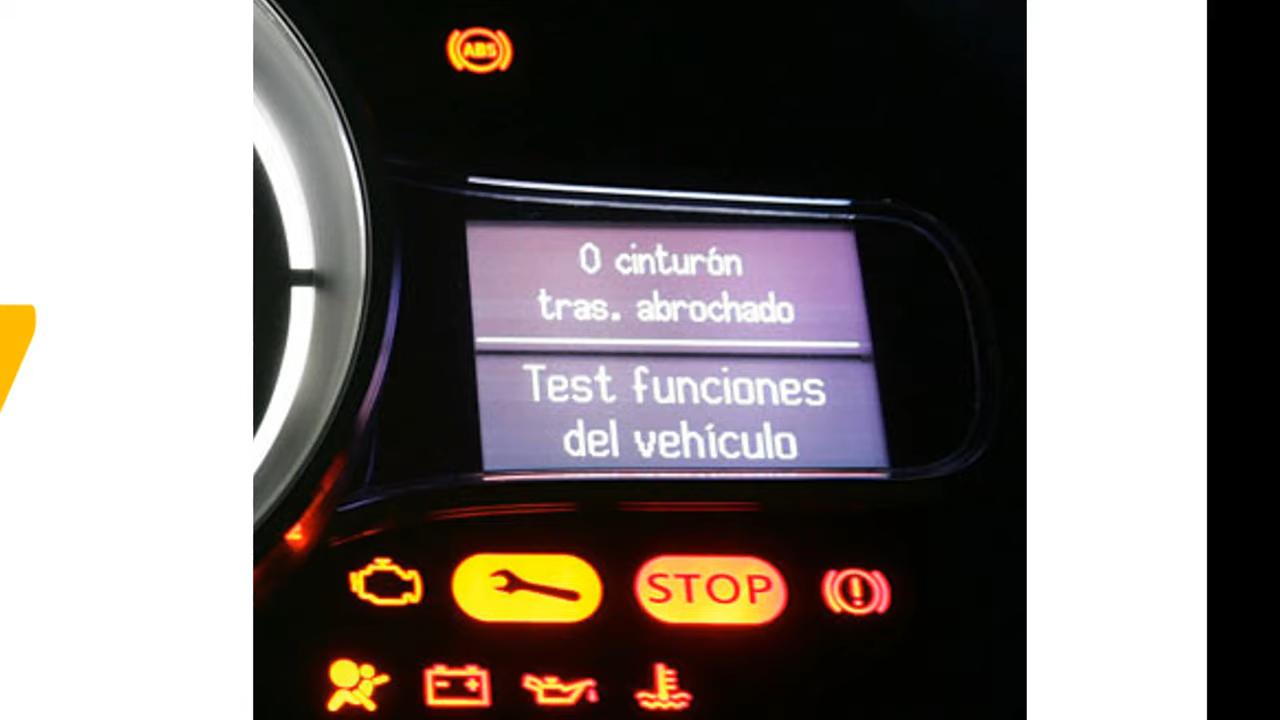 ABS
0 cinturón
tras. abrochado
Test funciones
del vehículo
STOP